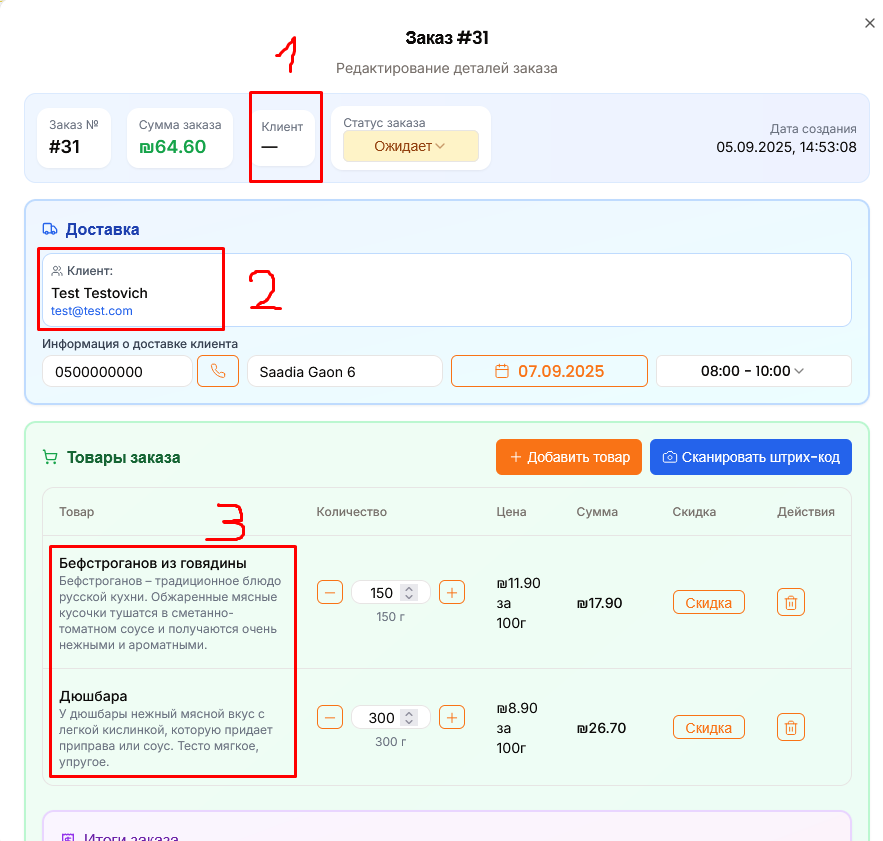 Заказ #31
1
Редактирование деталей заказа
Заказ № Сумма заказа Клиент Статус заказа Дата создания
#31 ₪64.60 — Ожидает 05.09.2025, 14:53:08
Доставка
Клиент:
Test Testovich
test@test.com
2
Информация о доставке клиента
0500000000 Saadia Gaon 6 07.09.2025 08:00 - 10:00
Товары заказа + Добавить товар Сканировать штрих-код
Товар Количество Цена Сумма Скидка Действия
3
Бефстроганов из говядины
Бефстроганов – традиционное блюдо
русской кухни. Обжаренные мясные
кусочки тушатся в сметанно-
томатном соусе и получаются очень
нежными и ароматными.
− 150 +
150 г
₪11.90
за
100г
₪17.90
Скидка
Дюшбара
У дюшбары нежный мясной вкус с
легкой кислинкой, которую придает
приправа или соус. Тесто мягкое,
упругое.
− 300 +
300 г
₪8.90
за
100г
₪26.70
Скидка
Итоги заказа